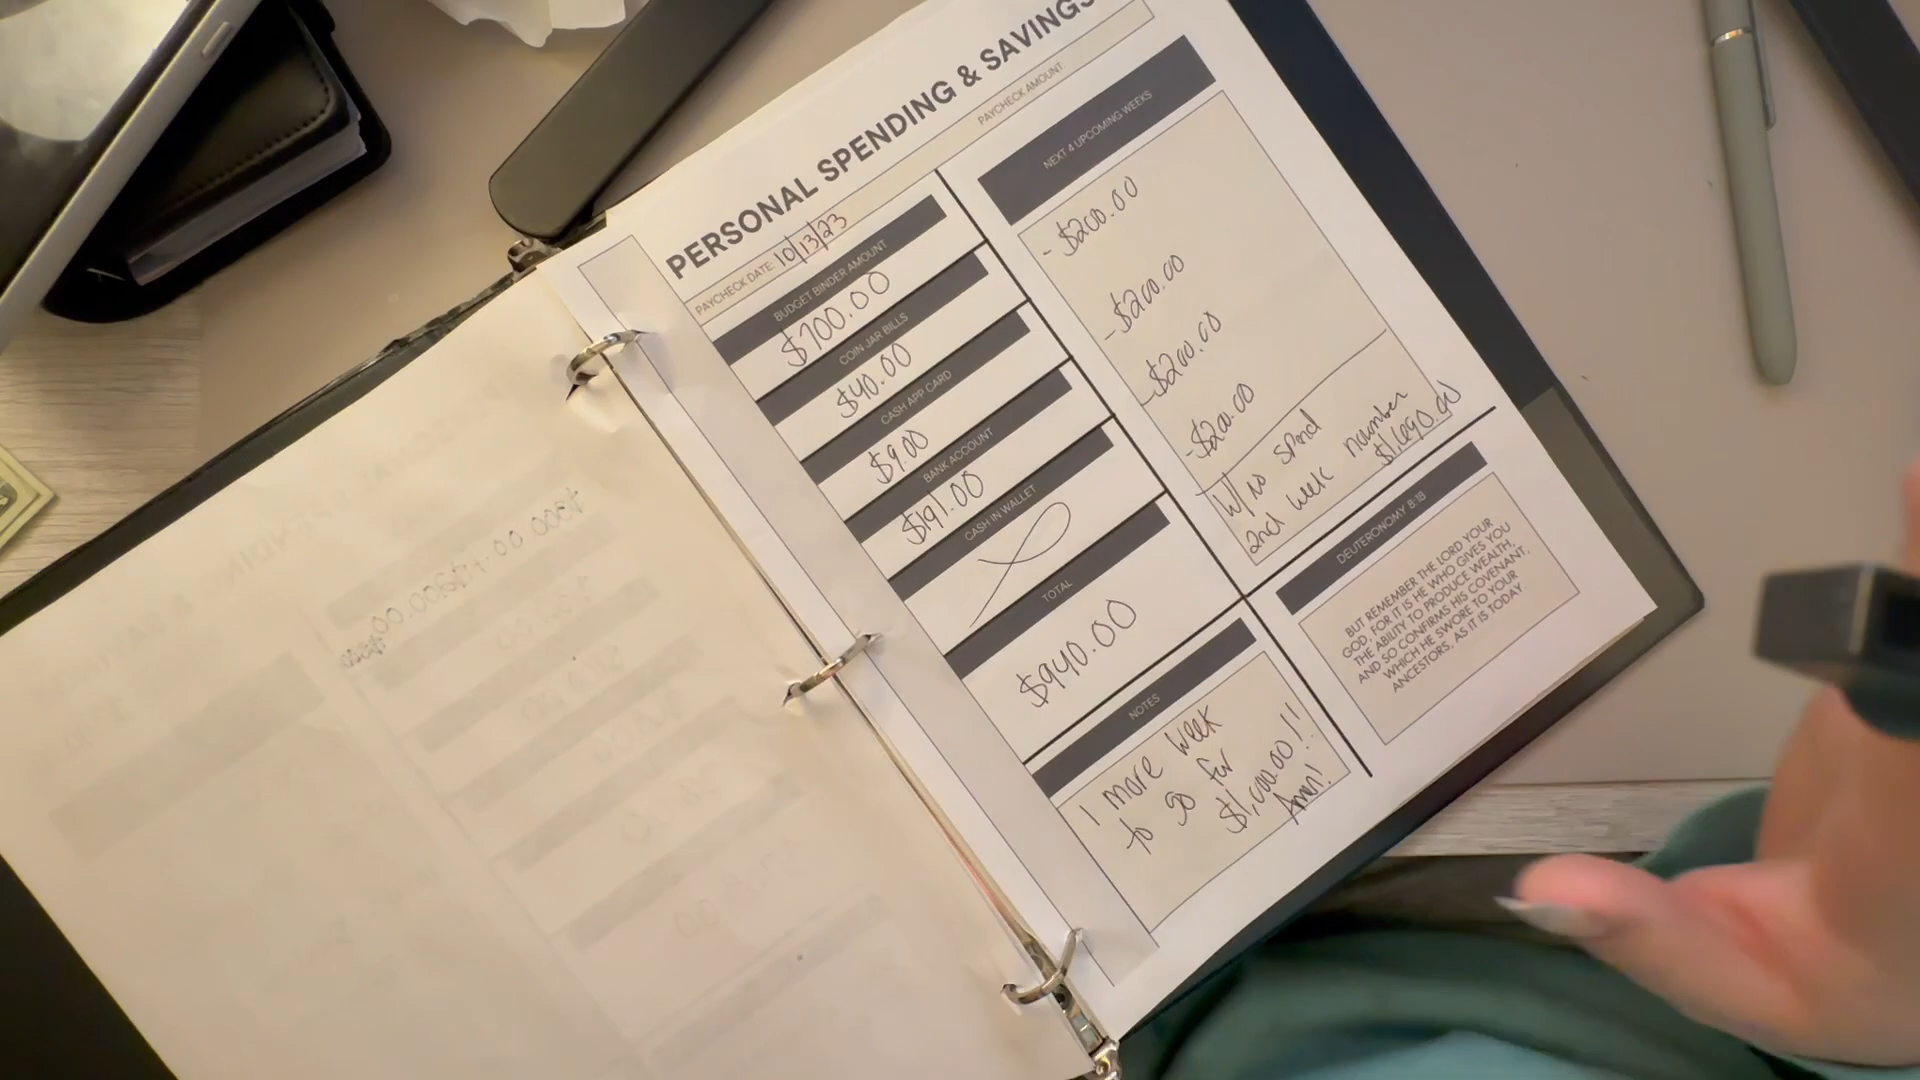 PERSONAL SPENDING & SAVINGS
PAYCHECK DATE: 10/13/23
PAYCHECK AMOUNT
BUDGET BINDER AMOUNT
$700.00
COIN JAR BILLS
$40.00
CASH APP CARD
$9.00
BANK ACCOUNT
$191.00
CASH IN WALLET
TOTAL
$940.00
NOTES
1 more week
to go for
$1,000.00!!
Amen!
NEXT 4 UPCOMING WEEKS
- $200.00
- $200.00
- $200.00
- $200.00
W/ no spend
2nd week november
$1,690.00
DEUTERONOMY 8:18
BUT REMEMBER THE LORD YOUR
GOD, FOR IT IS HE WHO GIVES YOU
THE ABILITY TO PRODUCE WEALTH,
AND SO CONFIRMS HIS COVENANT,
WHICH HE SWORE TO YOUR
ANCESTORS, AS IT IS TODAY